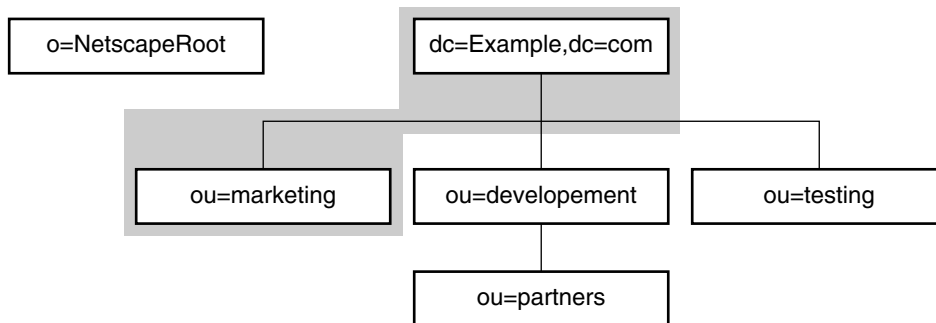 o=NetscapeRoot
dc=Example,dc=com
ou=marketing
ou=developement
ou=testing
ou=partners